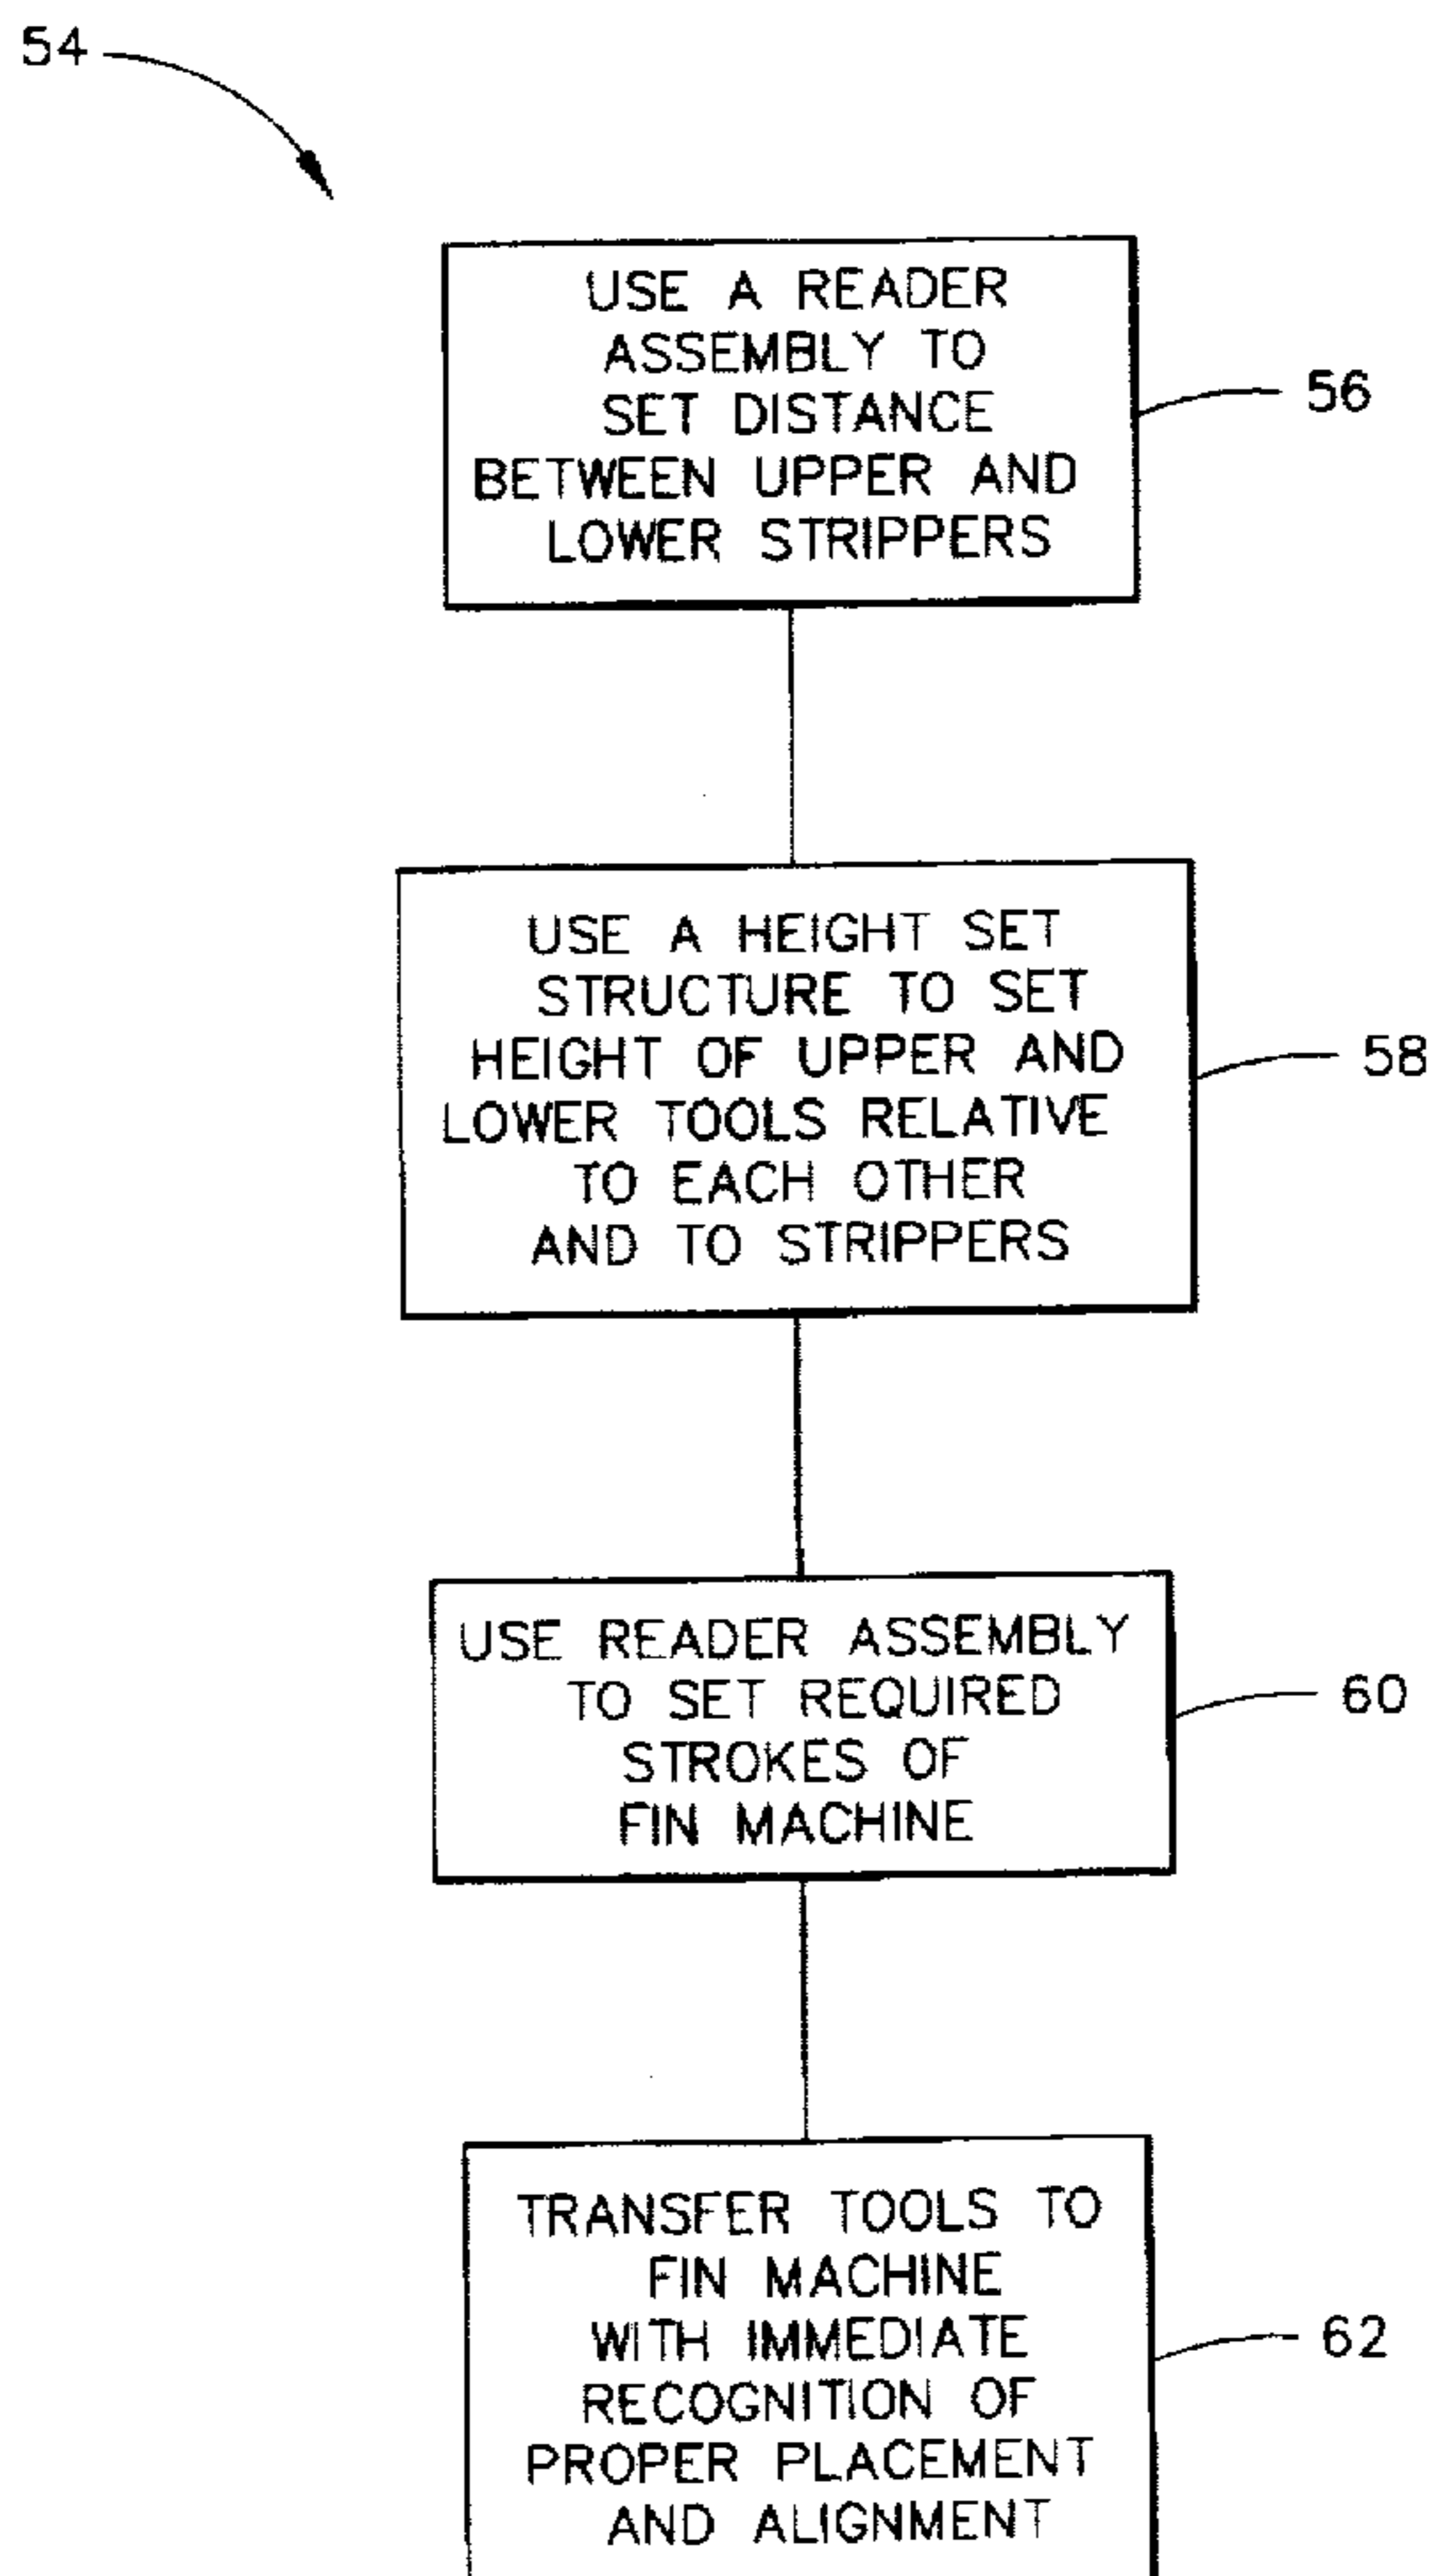 54
USE A READER
ASSEMBLY TO
SET DISTANCE
BETWEEN UPPER AND
LOWER STRIPPERS
56
USE A HEIGHT SET
STRUCTURE TO SET
HEIGHT OF UPPER AND
LOWER TOOLS RELATIVE
TO EACH OTHER
AND TO STRIPPERS
58
USE READER ASSEMBLY
TO SET REQUIRED
STROKES OF
FIN MACHINE
60
TRANSFER TOOLS TO
FIN MACHINE
WITH IMMEDIATE
RECOGNITION OF
PROPER PLACEMENT
AND ALIGNMENT
62